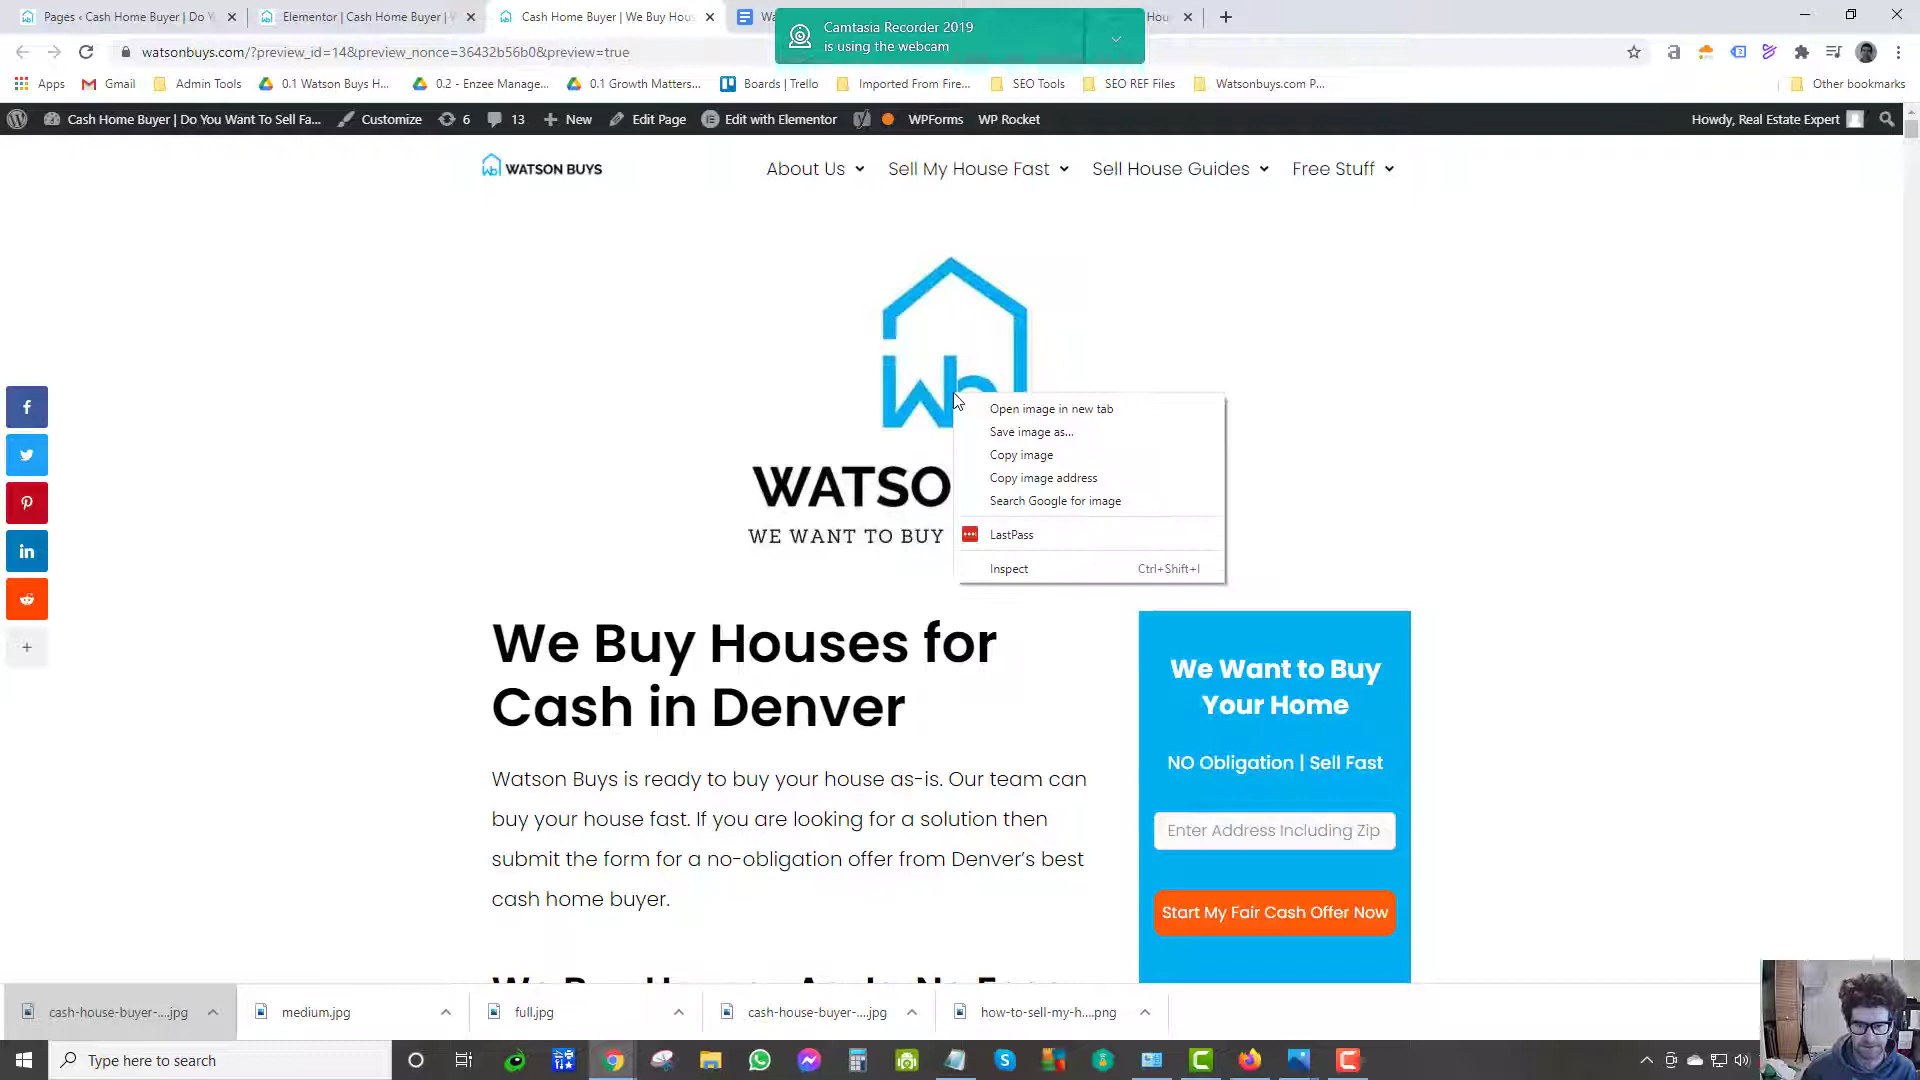 Pages ‹ Cash Home Buyer | Do Y
Elementor | Cash Home Buyer |
Cash Home Buyer | We Buy Hous
Camtasia Recorder 2019
is using the webcam
watsonbuys.com/?preview_id=14&preview_nonce=36432b56b0&preview=true
Apps
Gmail
Admin Tools
0.1 Watson Buys H...
0.2 - Enzee Manage...
0.1 Growth Matters...
Boards | Trello
Imported From Fire...
SEO Tools
SEO REF Files
Watsonbuys.com P...
Other bookmarks
Cash Home Buyer | Do You Want To Sell Fa...
Customize
6
13
New
Edit Page
Edit with Elementor
WPForms
WP Rocket
Howdy, Real Estate Expert
WATSON BUYS
About Us
Sell My House Fast
Sell House Guides
Free Stuff
Wb
WATSO
WE WANT TO BUY
Open image in new tab
Save image as...
Copy image
Copy image address
Search Google for image
LastPass
Inspect Ctrl+Shift+I
We Buy Houses for
Cash in Denver
Watson Buys is ready to buy your house as-is. Our team can
buy your house fast. If you are looking for a solution then
submit the form for a no-obligation offer from Denver's best
cash home buyer.
We Want to Buy
Your Home
NO Obligation | Sell Fast
Enter Address Including Zip
Start My Fair Cash Offer Now
cash-house-buyer-....jpg
medium.jpg
full.jpg
cash-house-buyer-....jpg
how-to-sell-my-h....png
Type here to search